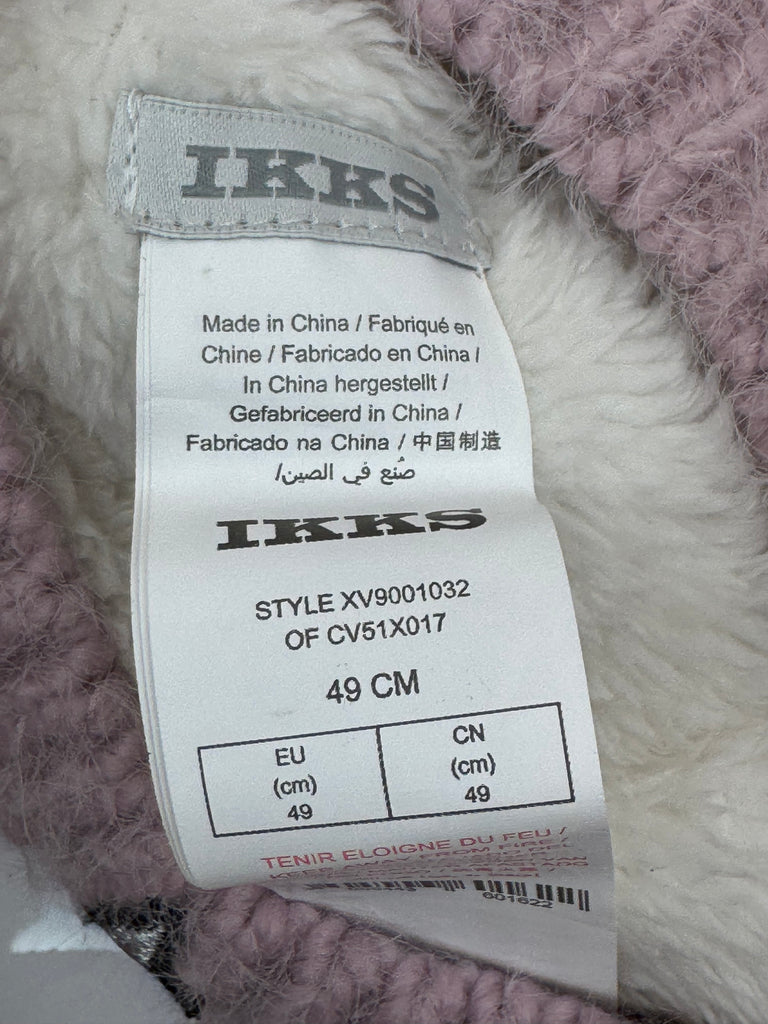 IKKS
Made in China / Fabriqué en
Chine / Fabricado en China /
In China hergestellt /
Gefabriceerd in China /
Fabricado na China / 中国制造
/صُنع في الصين
IKKS
STYLE XV9001032
OF CV51X017
49 CM
EU
(cm)
49
CN
(cm)
49
TENIR ELOIGNE DU FEU /
601622